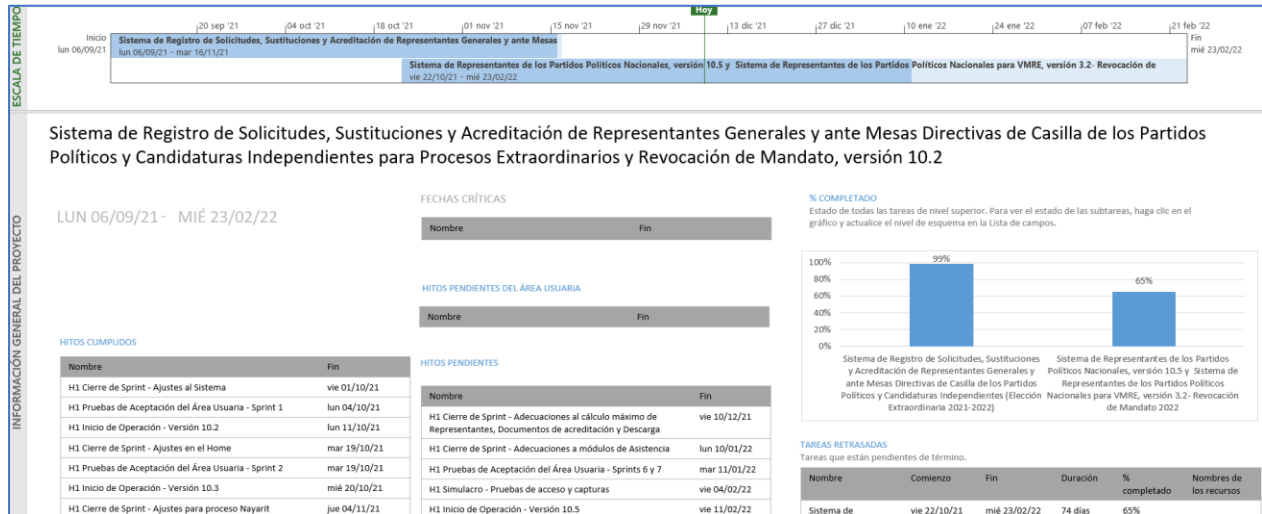 Hoy
20 sep '21 04 oct '21 18 oct '21 01 nov '21 15 nov '21 29 nov '21 13 dic '21 27 dic '21 10 ene '22 24 ene '22 07 feb '22 21 feb '22
ESCALA DE TIEMPO
Inicio
lun 06/09/21
Sistema de Registro de Solicitudes, Sustituciones y Acreditación de Representantes Generales y ante Mesas
lun 06/09/21 - mar 16/11/21
Fin
mié 23/02/22
Sistema de Representantes de los Partidos Políticos Nacionales, versión 10.5 y Sistema de Representantes de los Partidos Políticos Nacionales para VMRE, versión 3.2- Revocación de
vie 22/10/21 - mié 23/02/22
Sistema de Registro de Solicitudes, Sustituciones y Acreditación de Representantes Generales y ante Mesas Directivas de Casilla de los Partidos
Políticos y Candidaturas Independientes para Procesos Extraordinarios y Revocación de Mandato, versión 10.2
INFORMACIÓN GENERAL DEL PROYECTO
LUN 06/09/21 - MIÉ 23/02/22
HITOS CUMPLIDOS
Nombre Fin
H1 Cierre de Sprint - Ajustes al Sistema vie 01/10/21
H1 Pruebas de Aceptación del Área Usuaria - Sprint 1 lun 04/10/21
H1 Inicio de Operación - Versión 10.2 lun 11/10/21
H1 Cierre de Sprint - Ajustes en el Home mar 19/10/21
H1 Pruebas de Aceptación del Área Usuaria - Sprint 2 mar 19/10/21
H1 Inicio de Operación - Versión 10.3 mié 20/10/21
H1 Cierre de Sprint - Ajustes para proceso Nayarit jue 04/11/21
FECHAS CRÍTICAS
Nombre Fin
HITOS PENDIENTES DEL ÁREA USUARIA
Nombre Fin
HITOS PENDIENTES
Nombre Fin
H1 Cierre de Sprint - Adecuaciones al cálculo máximo de vie 10/12/21
Representantes, Documentos de acreditación y Descarga
H1 Cierre de Sprint - Adecuaciones a módulos de Asistencia lun 10/01/22
H1 Pruebas de Aceptación del Área Usuaria - Sprints 6 y 7 mar 11/01/22
H1 Simulacro - Pruebas de acceso y capturas vie 04/02/22
H1 Inicio de Operación - Versión 10.5 vie 11/02/22
% COMPLETADO
Estado de todas las tareas de nivel superior. Para ver el estado de las subtareas, haga clic en el
gráfico y actualice el nivel de esquema en la Lista de campos.
100%
80%
60%
40%
20%
0%
99%
65%
Sistema de Registro de Solicitudes, Sustituciones
y Acreditación de Representantes Generales y
ante Mesas Directivas de Casilla de los Partidos
Políticos y Candidaturas Independientes (Elección
Extraordinaria 2021-2022)
Sistema de Representantes de los Partidos
Políticos Nacionales, versión 10.5 y Sistema de
Representantes de los Partidos Políticos
Nacionales para VMRE, versión 3.2- Revocación
de Mandato 2022
TAREAS RETRASADAS
Tareas que están pendientes de término.
Nombre Comienzo Fin Duración % completado Nombres de los recursos
Sistema de vie 22/10/21 mié 23/02/22 74 días 65%